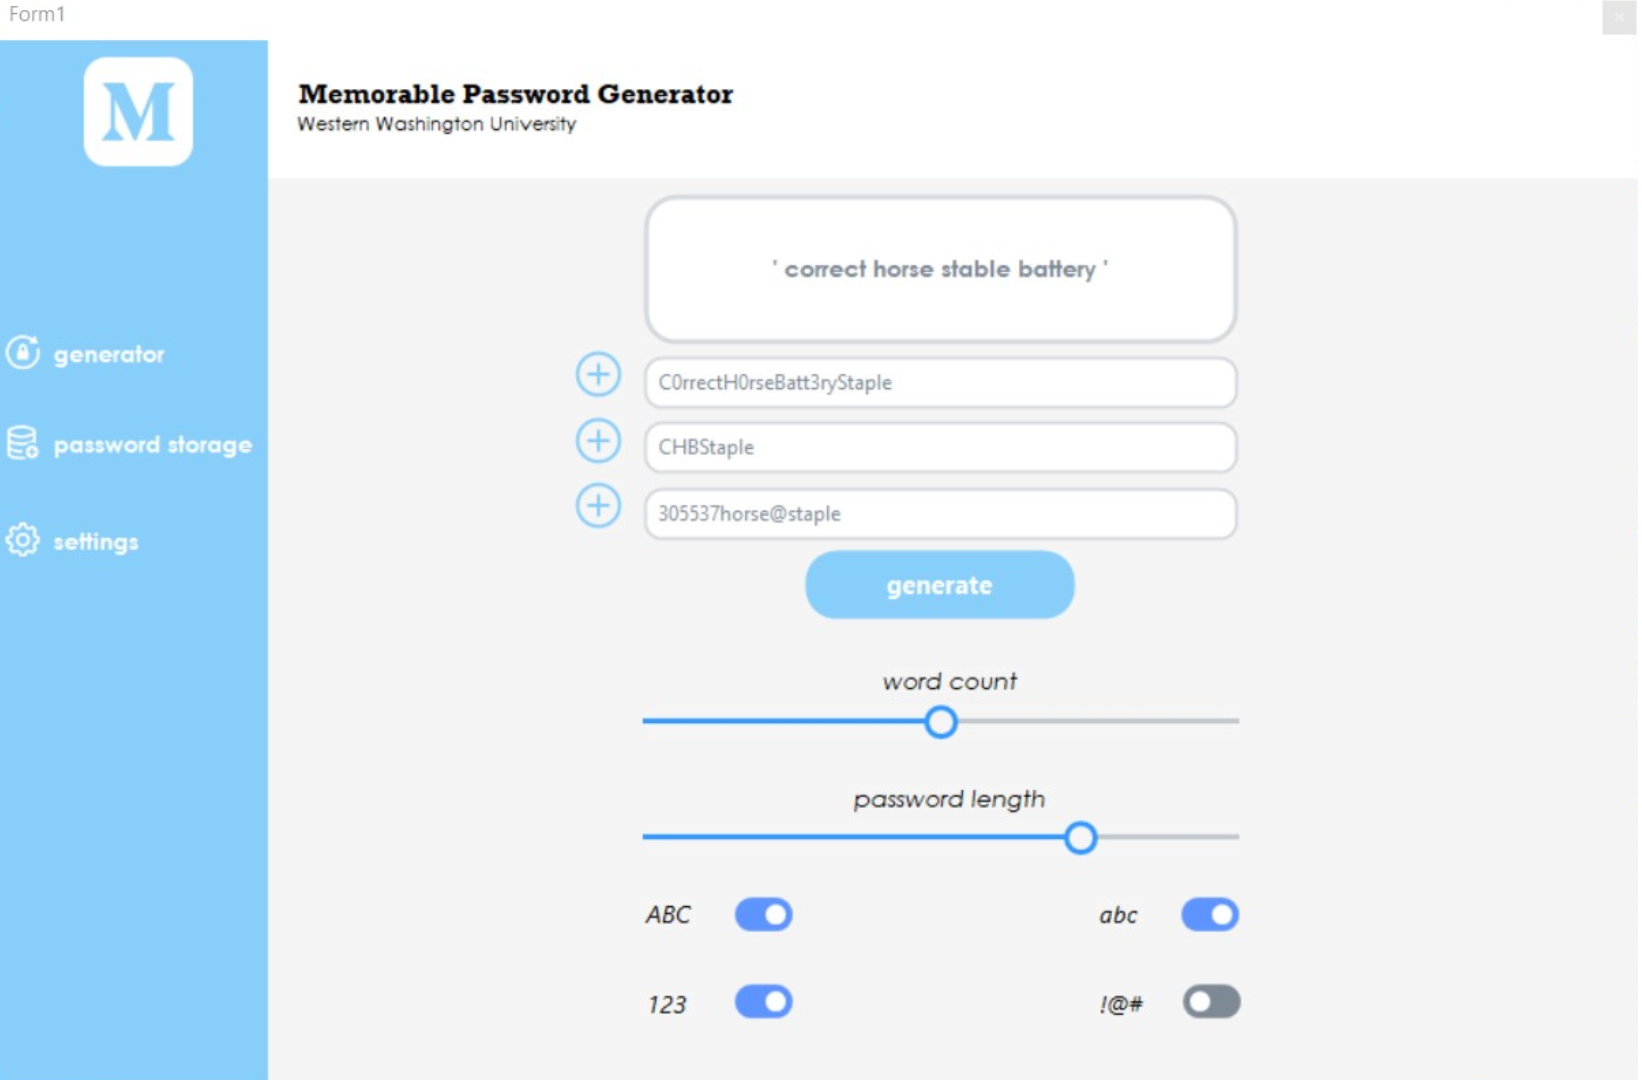 Form1
M
Memorable Password Generator
Western Washington University
' correct horse stable battery '
C0rrectH0rseBatt3ryStaple
CHBStaple
305537horse@staple
generate
generator
password storage
settings
word count
password length
ABC
abc
123
!@#